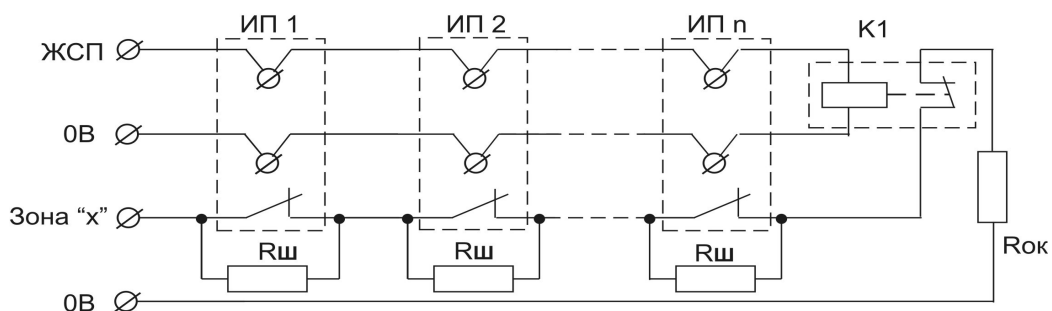 ИП 1
ИП 2
ИП n
К1
ЖСП
0В
Зона “х”
Rш
Rш
Rш
Rок
0В